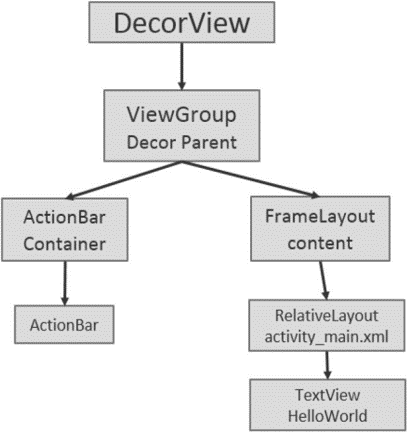 DecorView
ViewGroup
Decor Parent
ActionBar
Container
FrameLayout
content
ActionBar
RelativeLayout
activity_main.xml
TextView
HelloWorld